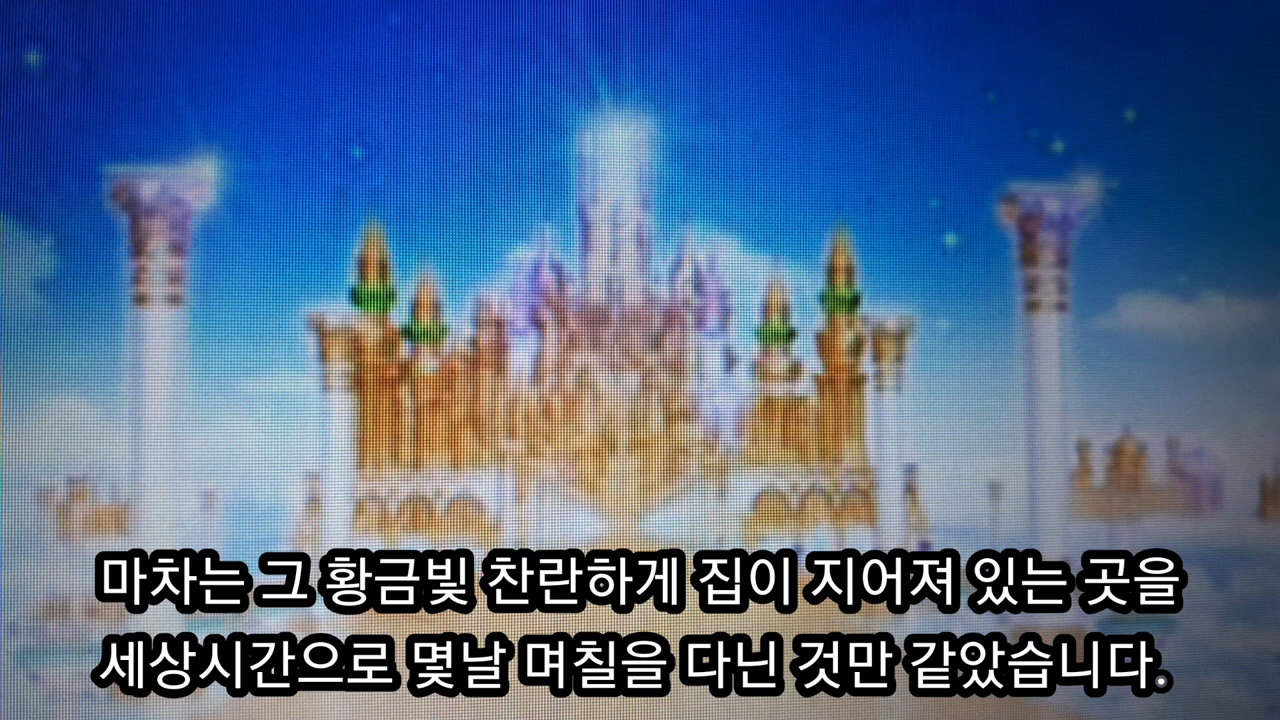 마차는 그 황금빛 찬란하게 집이 지어져 있는 곳을
세상시간으로 몇날 며칠을 다닌 것만 같았습니다.